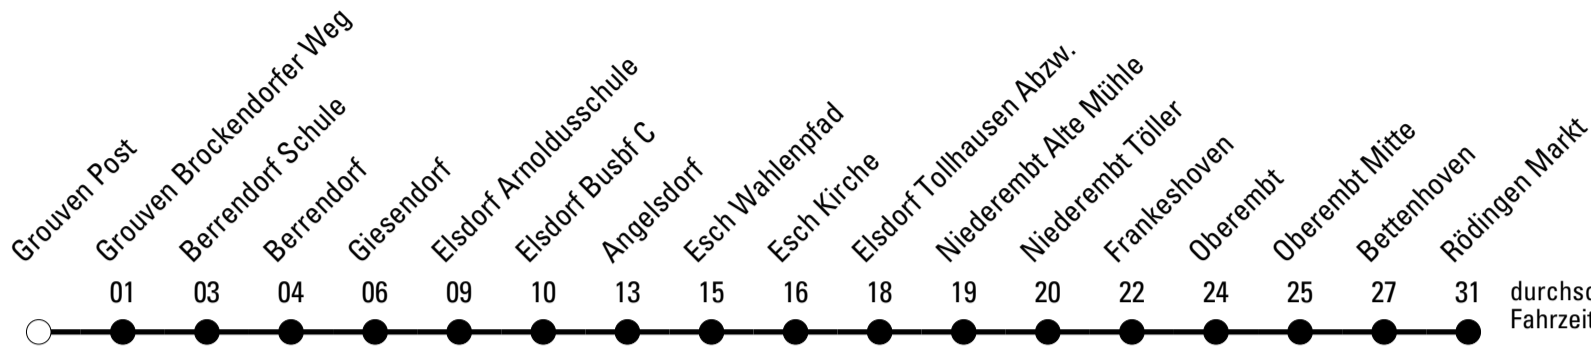 Grouven Post
Grouven Brockendorfer Weg
Berrendorf Schule
Berrendorf
Giesendorf
Elsdorf Arnoldusschule
Elsdorf Busbf C
Angelsdorf
Esch Wahlenpfad
Esch Kirche
Elsdorf Tollhausen Abzw.
Niederembt Alte Mühle
Niederembt Töller
Frankeshoven
Oberembt
Oberembt Mitte
Bettenhoven
Rödingen Markt
01 03 04 06 09 10 13 15 16 18 19 20 22 24 25 27 31 durchsc
Fahrzeit